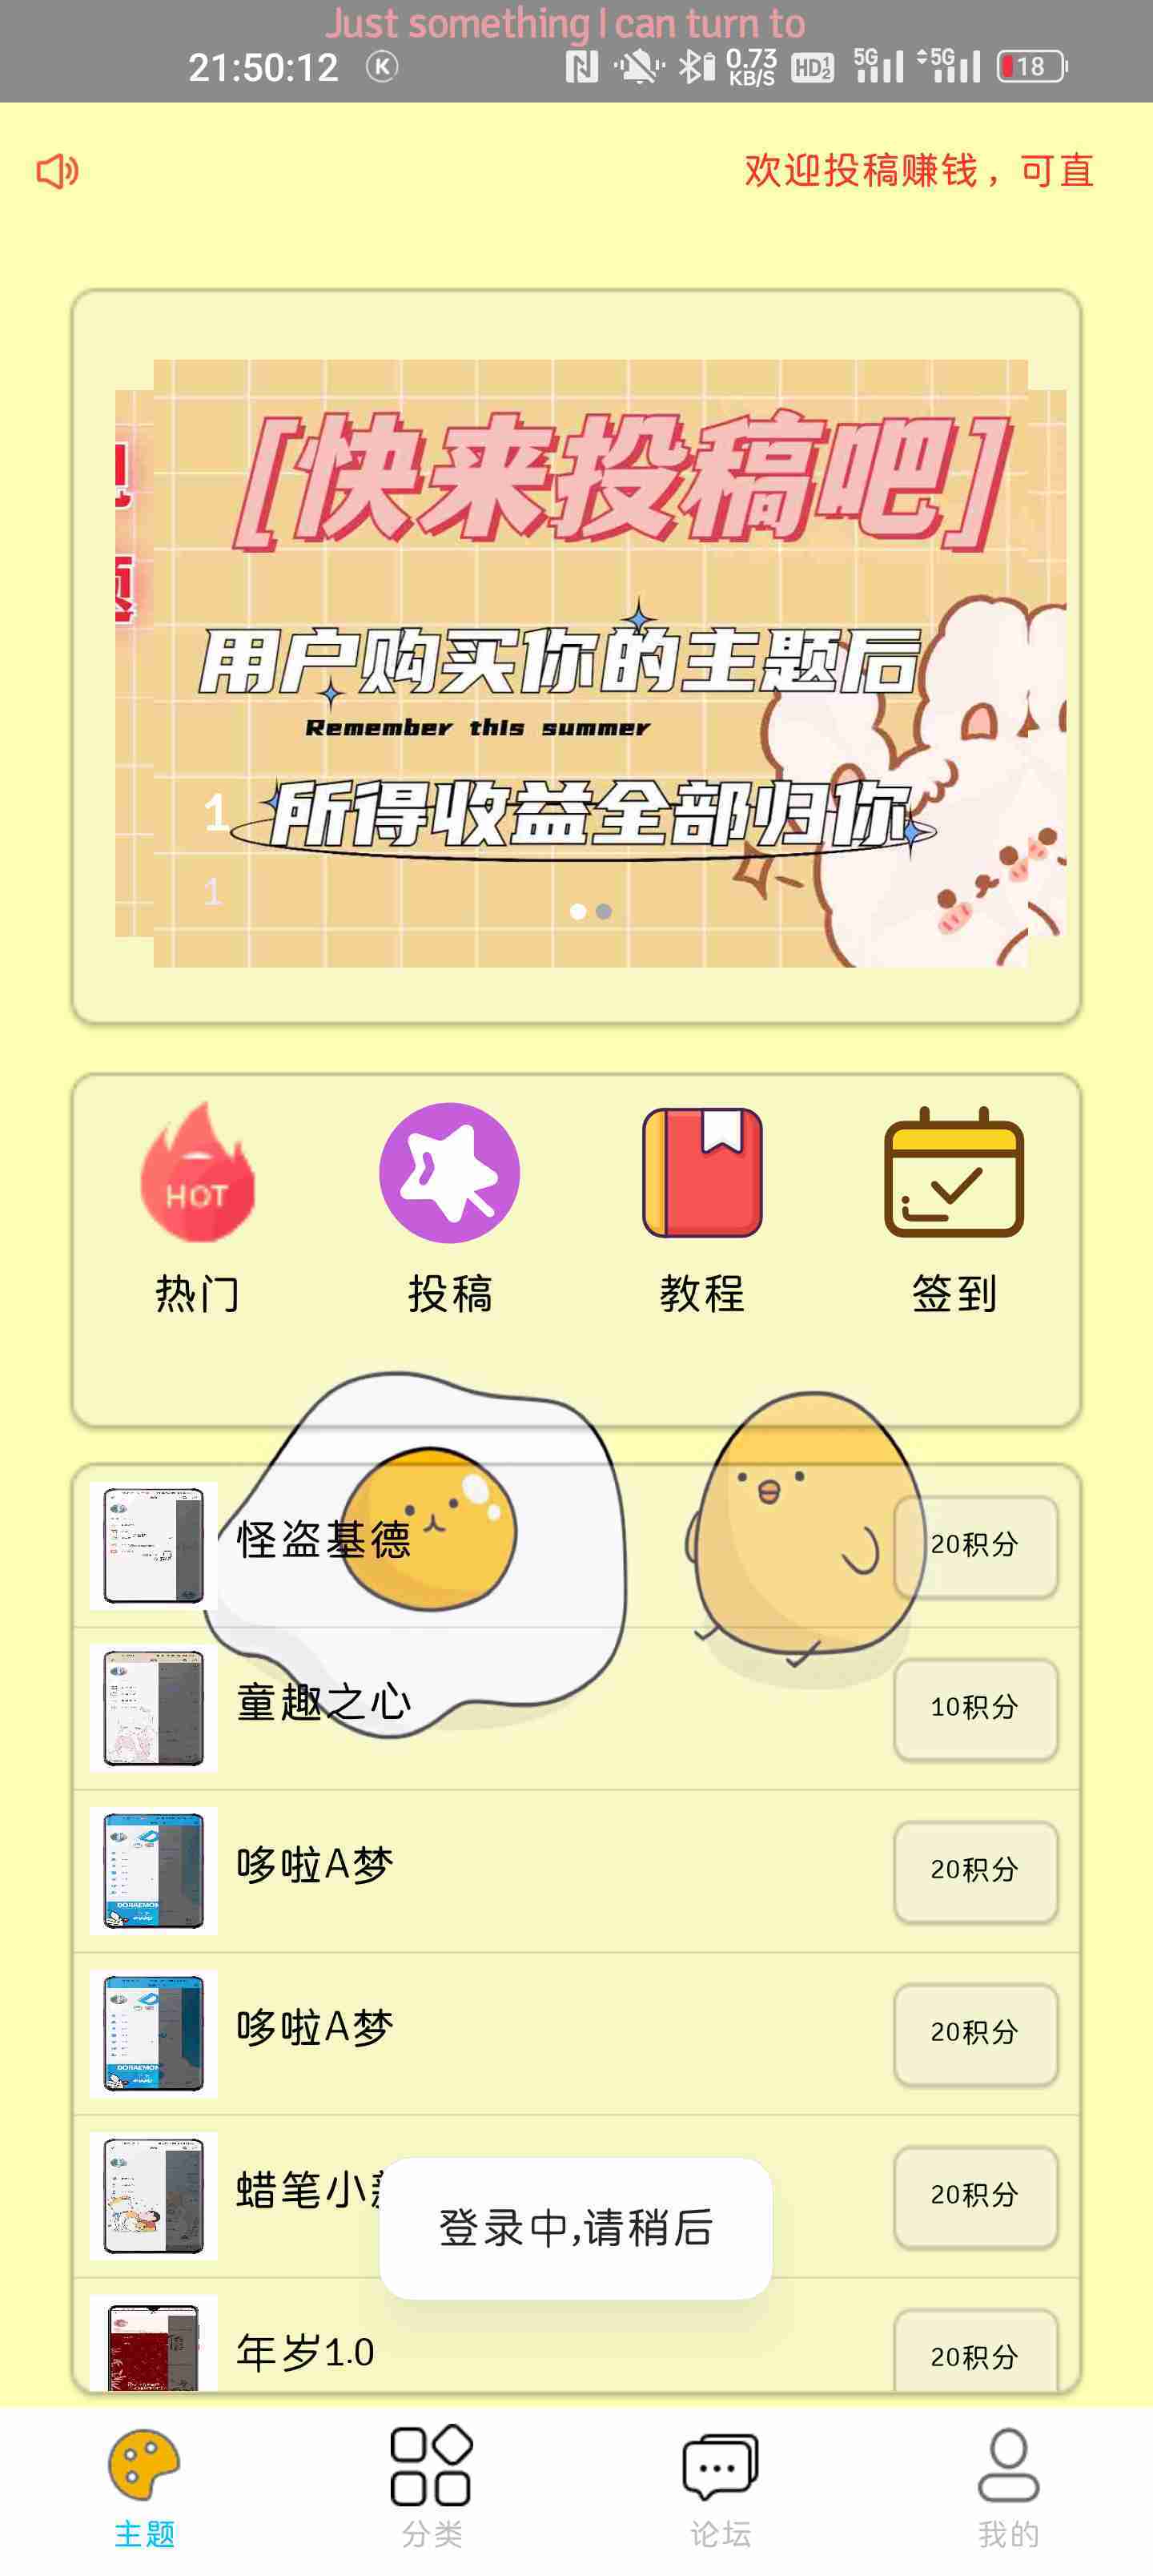 Just something I can turn to
21:50:12 K 0.73 KB/S HD 1 2 5G 5G 18
欢迎投稿赚钱，可直
[快来投稿吧]
用户购买你的主题后
Remember this summer
1 所得收益全部归你
1
HOT
热门 投稿 教程 签到
怪盗基德 20积分
童趣之心 10积分
哆啦A梦 20积分
哆啦A梦 20积分
蜡笔小 20积分
登录中,请稍后
年岁1.0 20积分
主题 分类 论坛 我的